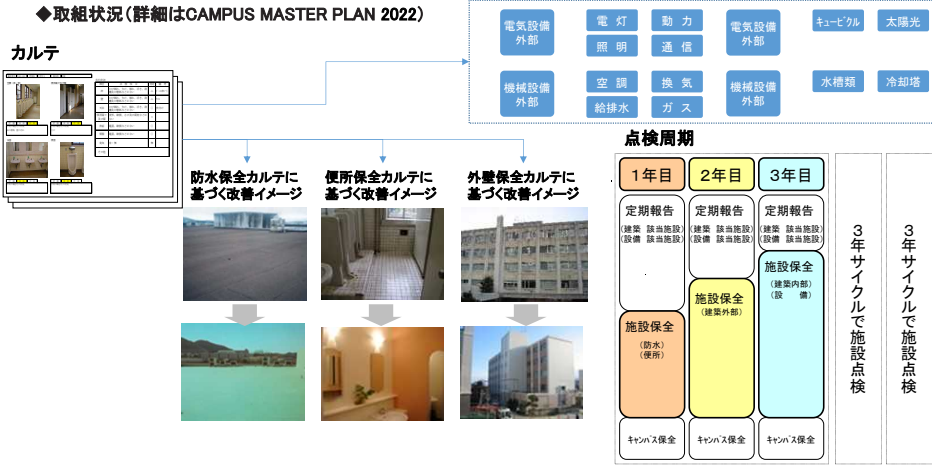 ◆取組状況（詳細はCAMPUS MASTER PLAN 2022）
カルテ
電気設備
外部
電 灯
動 力
照 明
通 信
電気設備
外部
キュービクル
太陽光
機械設備
外部
空 調
換 気
給排水
ガ ス
機械設備
外部
水槽類
冷却塔
防水保全カルテに
基づく改善イメージ
便所保全カルテに
基づく改善イメージ
外壁保全カルテに
基づく改善イメージ
点検周期
1年目
2年目
3年目
定期報告
（建築 該当施設）
（設備 該当施設）
定期報告
（建築 該当施設）
（設備 該当施設）
定期報告
（建築 該当施設）
（設備 該当施設）
施設保全
（防水）
（便所）
施設保全
（建築外部）
施設保全
（建築内部）
（設 備）
キャンパス保全
キャンパス保全
キャンパス保全
3年サイクルで施設点検
3年サイクルで施設点検